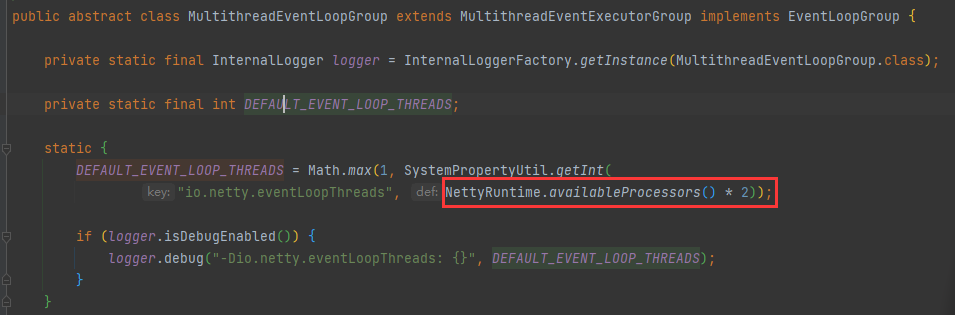 public abstract class MultithreadEventLoopGroup extends MultithreadEventExecutorGroup implements EventLoopGroup {
private static final InternalLogger logger = InternalLoggerFactory.getInstance(MultithreadEventLoopGroup.class);
private static final int DEFAULT_EVENT_LOOP_THREADS;
static {
DEFAULT_EVENT_LOOP_THREADS = Math.max(1, SystemPropertyUtil.getInt(
key: "io.netty.eventLoopThreads", def: NettyRuntime.availableProcessors() * 2));
if (logger.isDebugEnabled()) {
logger.debug("-Dio.netty.eventLoopThreads: {}", DEFAULT_EVENT_LOOP_THREADS);
}
}